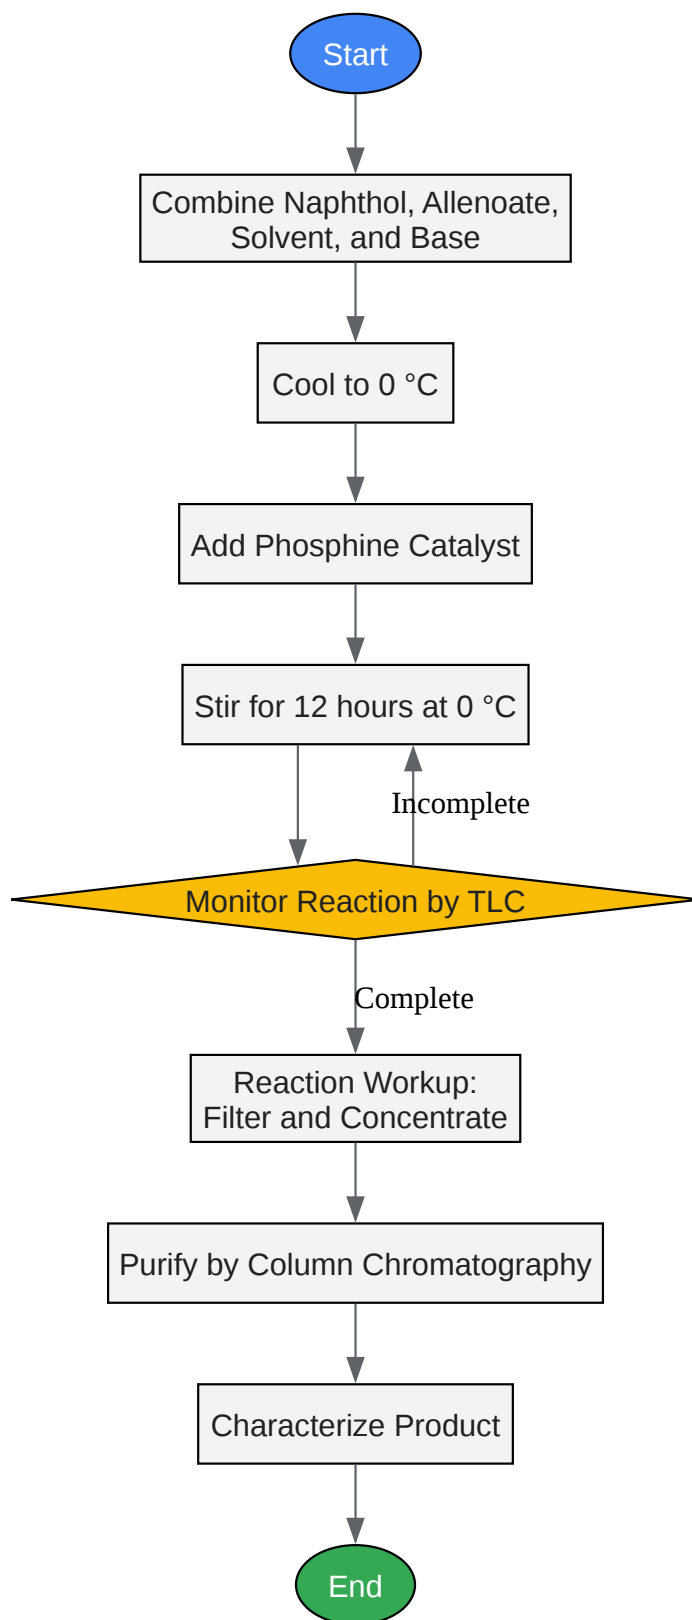 Start
Combine Naphthol, Allenoate,
Solvent, and Base
Cool to 0 °C
Add Phosphine Catalyst
Stir for 12 hours at 0 °C
Incomplete
Monitor Reaction by TLC
Complete
Reaction Workup:
Filter and Concentrate
Purify by Column Chromatography
Characterize Product
End